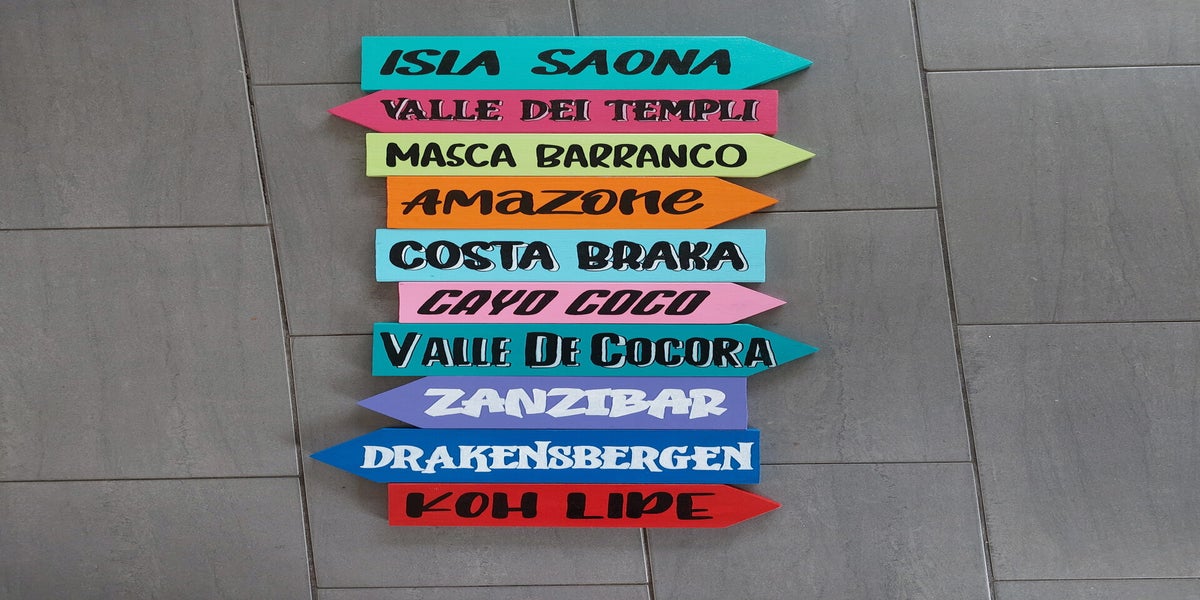 ISLA SAONA
VALLE DEI TEMPLI
MASCA BARRANCO
AMAZONE
COSTA BRAKA
CAYO COCO
VALLE DE COCORA
ZANZIBAR
DRAKENSBERGEN
KOH LIPE